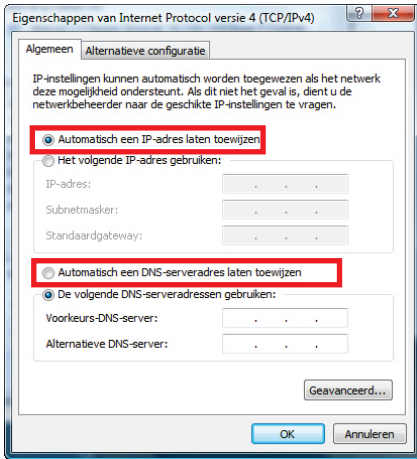 Eigenschappen van Internet Protocol versie 4 (TCP/IPv4)
Algemeen
Alternatieve configuratie
IP-instellingen kunnen automatisch worden toegewezen als het netwerk
deze mogelijkheid ondersteunt. Als dit niet het geval is, dient u de
netwerkbeheerder naar de geschikte IP-instellingen te vragen.
Automatisch een IP-adres laten toewijzen
Het volgende IP-adres gebruiken:
IP-adres:
Subnetmasker:
Standaardgateway:
Automatisch een DNS-serveradres laten toewijzen
De volgende DNS-serveradressen gebruiken:
Voorkeurs-DNS-server:
Alternatieve DNS-server:
Geavanceerd...
OK
Annuleren